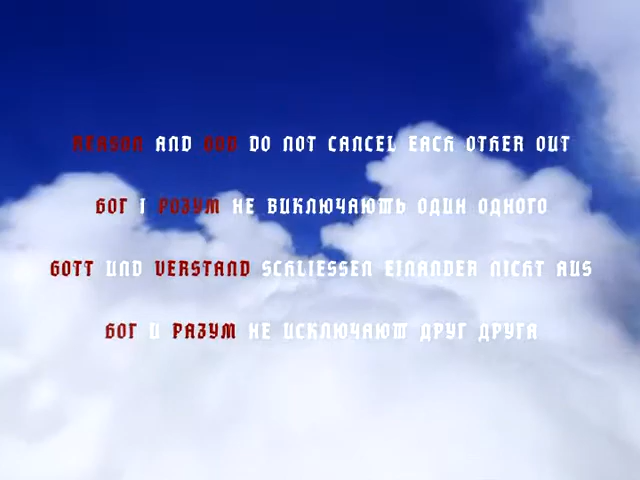 REASON AND GOD DO NOT CANCEL EACH OTHER OUT
БОГ І РОЗУМ НЕ ВИКЛЮЧАЮТЬ ОДИН ОДНОГО
GOTT UND VERSTAND SCHLIESSEN EINANDER NICHT AUS
БОГ И РАЗУМ НЕ ИСКЛЮЧАЮТ ДРУГ ДРУГА